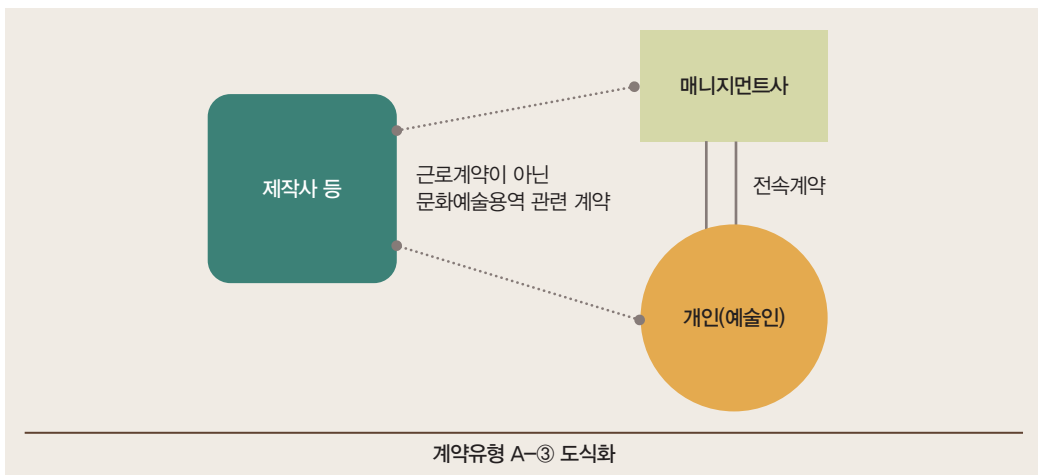 매니지먼트사
제작사 등
근로계약이 아닌
문화예술용역 관련 계약
전속계약
개인(예술인)
계약유형 A-③ 도식화